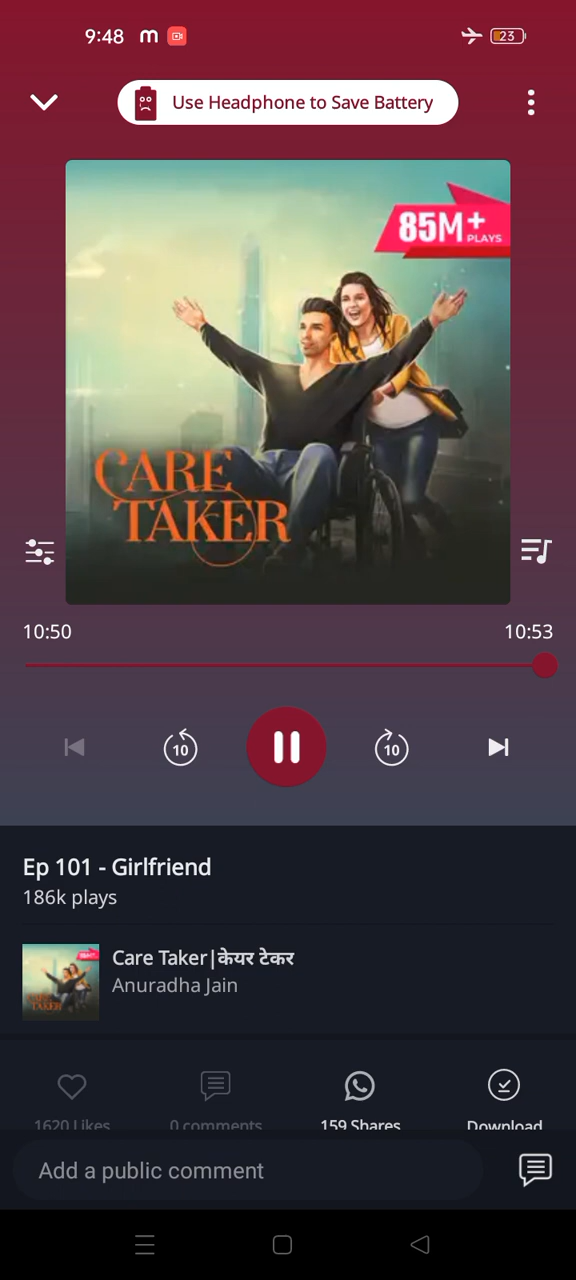 9:48
23
Use Headphone to Save Battery
85M+
PLAYS
CARE
TAKER
10:50
10:53
10
10
Ep 101 - Girlfriend
186k plays
CARE
TAKER
Care Taker|केयर टेकर
Anuradha Jain
1620 Likes
0 comments
159 Shares
Download
Add a public comment